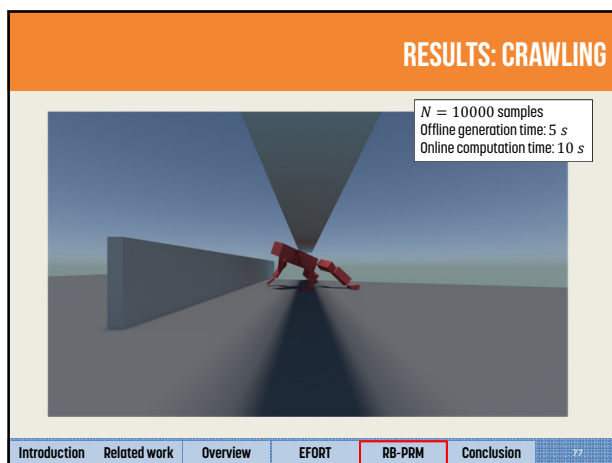 RESULTS: CRAWLING
N = 10000 samples
Offline generation time: 5 s
Online computation time: 10 s
Introduction Related work Overview EFORT RB-PRM Conclusion 77